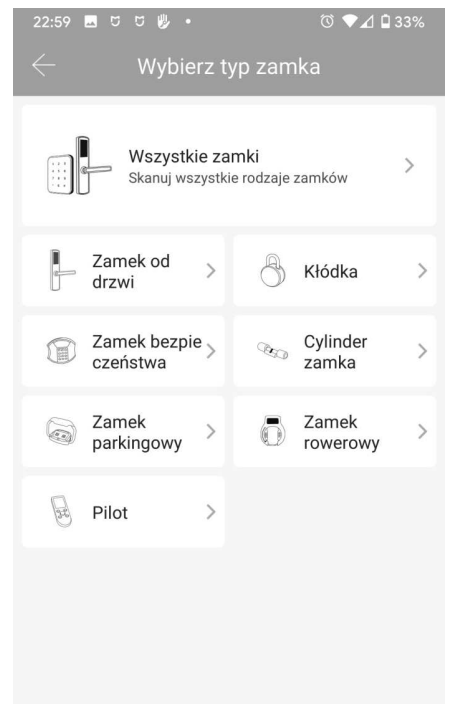 22:59 33%
Wybierz typ zamka
Wszystkie zamki
Skanuj wszystkie rodzaje zamków
Zamek od
drzwi
Kłódka
Zamek bezpie
czeństwa
Cylinder
zamka
Zamek
parkingowy
Zamek
rowerowy
Pilot